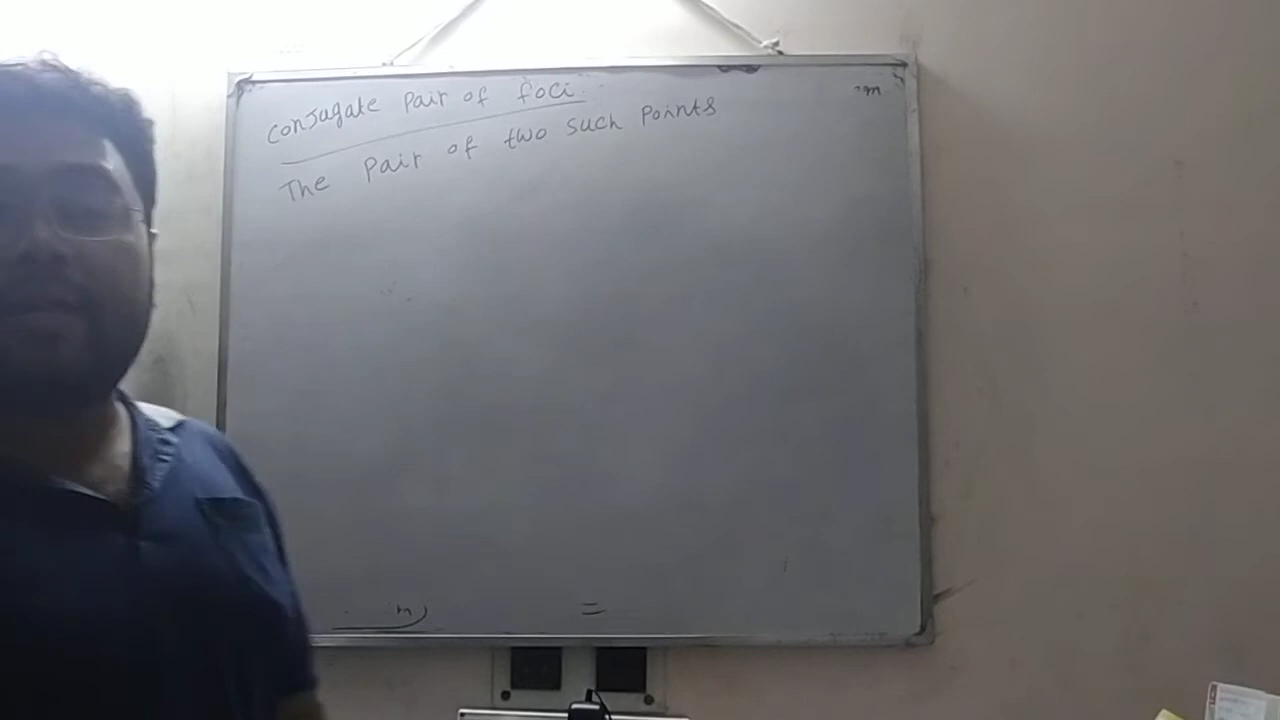 conjugate Pair of foci
The Pair of two such Points
=